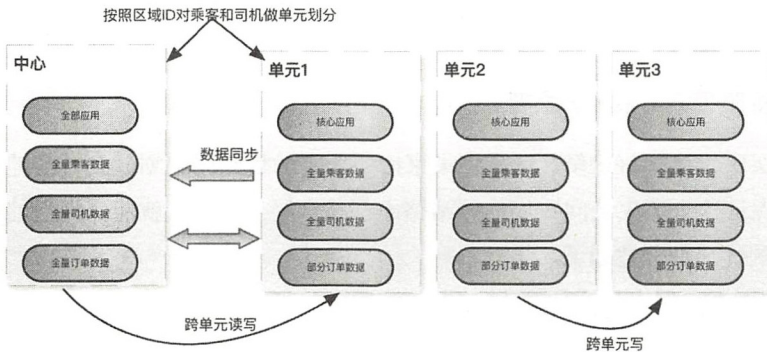 按照区域ID对乘客和司机做单元划分
中心
全部应用
全量乘客数据
全量司机数据
全量订单数据
数据同步
单元1
核心应用
全量乘客数据
全量司机数据
部分订单数据
单元2
核心应用
全量乘客数据
全量司机数据
部分订单数据
单元3
核心应用
全量乘客数据
全量司机数据
部分订单数据
跨单元读写
跨单元写